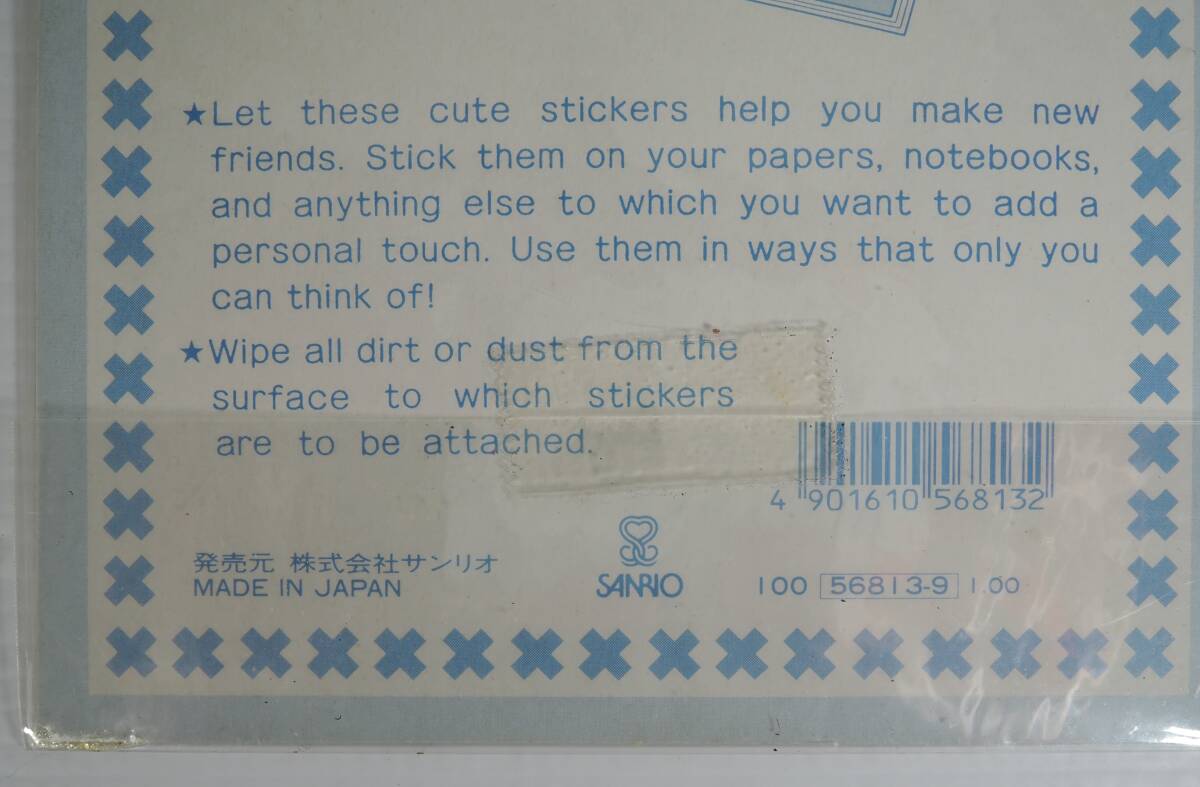 ★Let these cute stickers help you make new
friends. Stick them on your papers, notebooks,
and anything else to which you want to add a
personal touch. Use them in ways that only you
can think of!
★Wipe all dirt or dust from the
surface to which stickers
are to be attached.
4 901610 568132
発売元 株式会社サンリオ
MADE IN JAPAN
SANRIO
100 56813-9 1.00